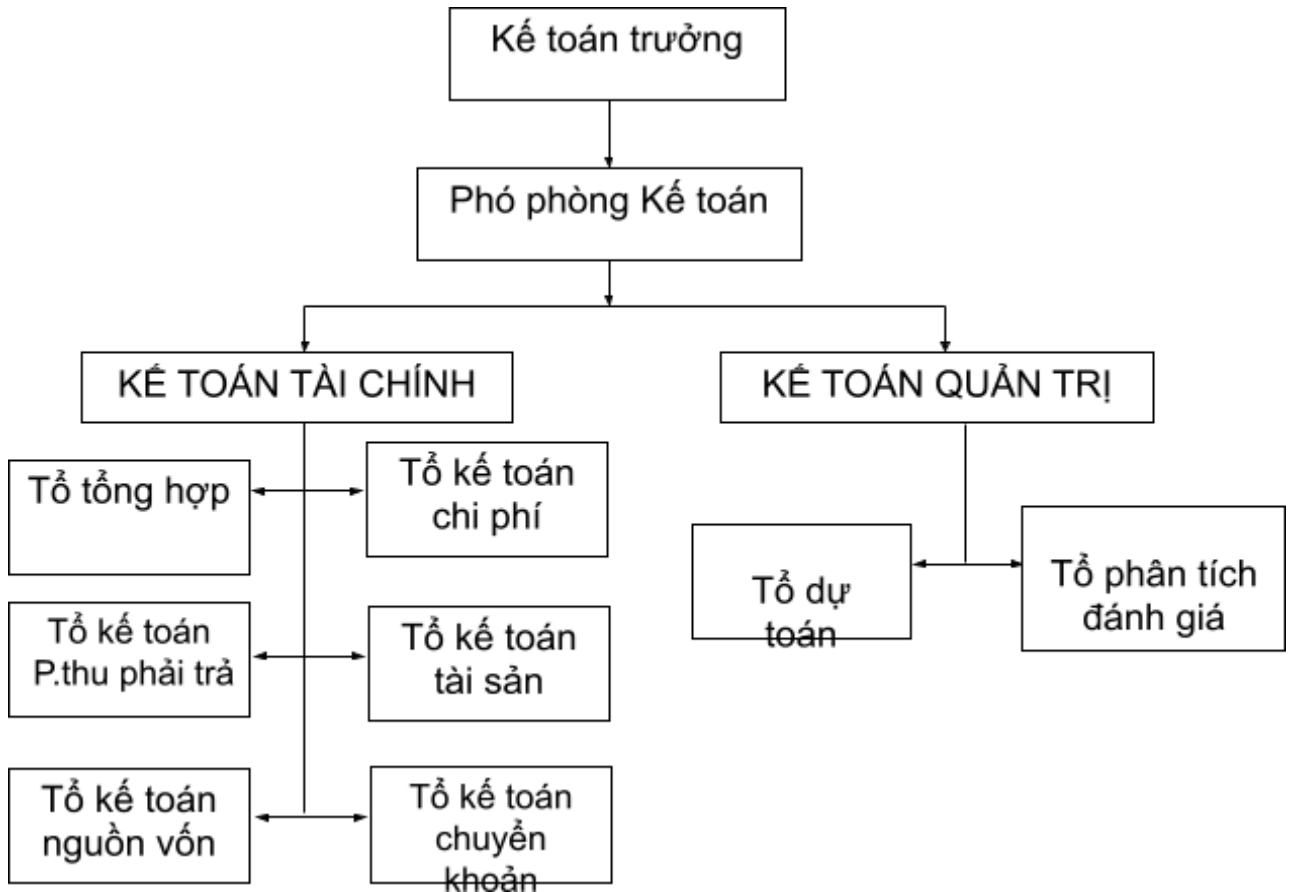 Kế toán trưởng
Phó phòng Kế toán
KẾ TOÁN TÀI CHÍNH
KẾ TOÁN QUẢN TRỊ
Tổ tổng hợp
Tổ kế toán
chi phí
Tổ kế toán
P.thu phải trả
Tổ kế toán
tài sản
Tổ kế toán
nguồn vốn
Tổ kế toán
chuyển
khoản
Tổ dự
toán
Tổ phân tích
đánh giá